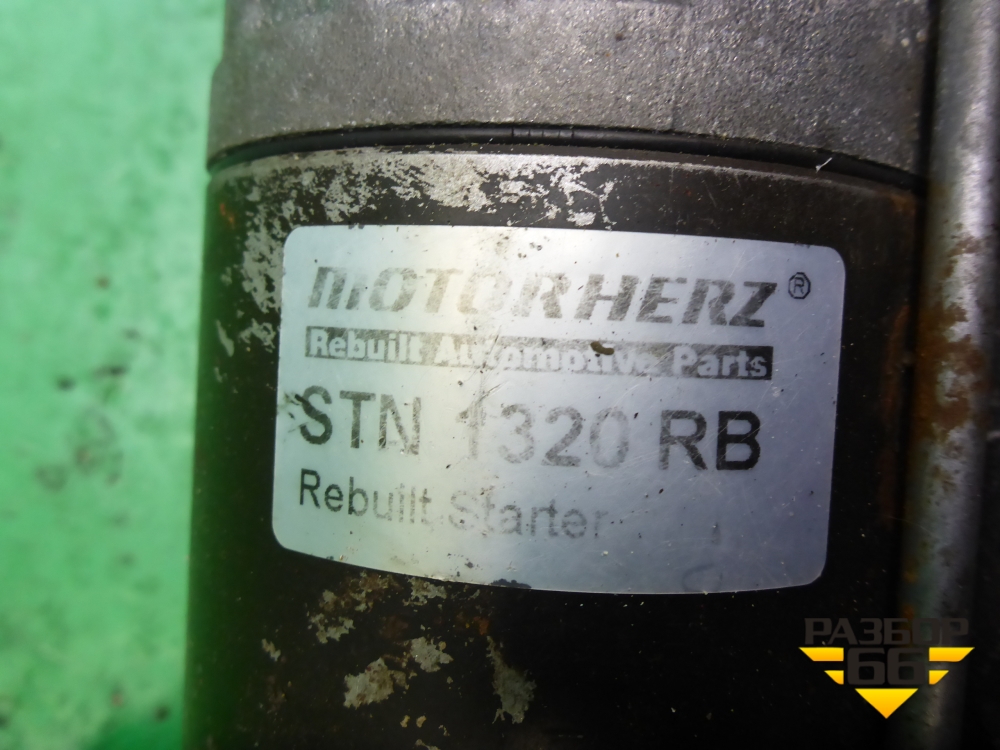 MOTORHERZ®
Rebuilt Automotive Parts
STN 1320 RB
Rebuilt Starter
РАЗБОР
66